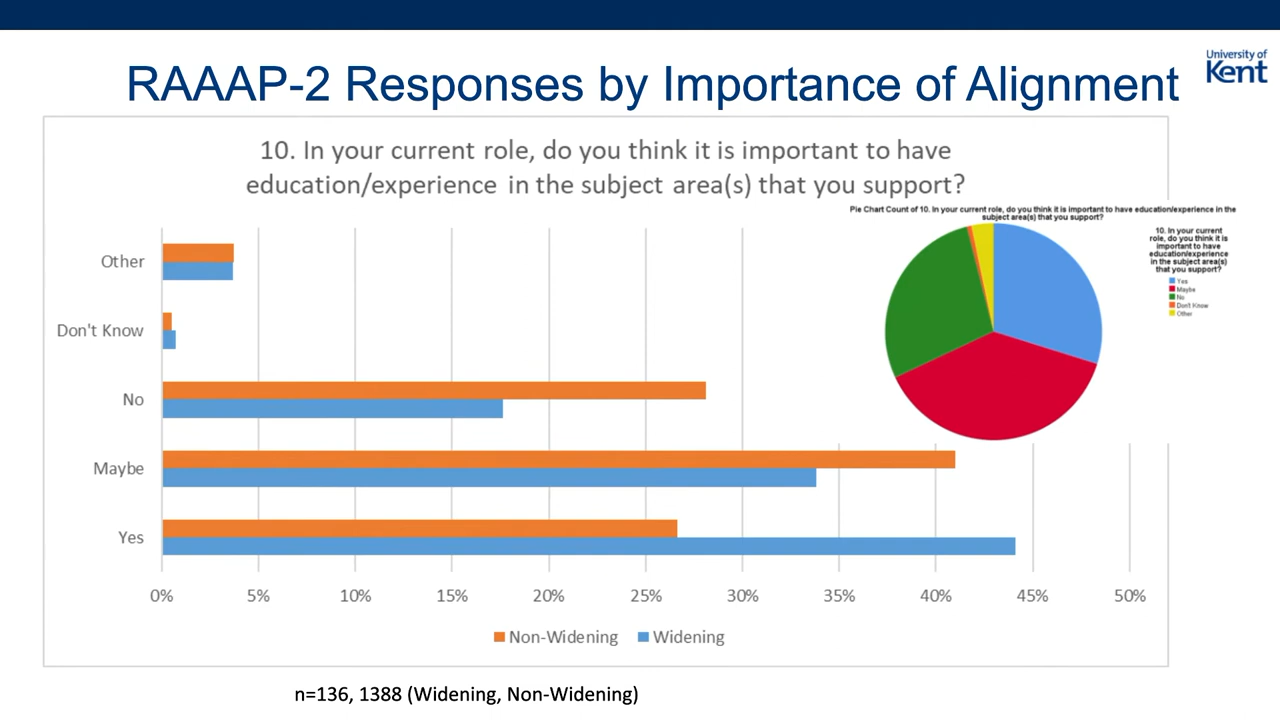 University of
Kent
RAAAP-2 Responses by Importance of Alignment
10. In your current role, do you think it is important to have
education/experience in the subject area(s) that you support?
Pie Chart Count of 10. In your current role, do you think it is important to have education/experience in the
subject area(s) that you support?
10. In your current
role, do you think it is
important to have
education/experience
in the subject area(s)
that you support?
Yes
Maybe
No
Don't Know
Other
Other
Don't Know
No
Maybe
Yes
0% 5% 10% 15% 20% 25% 30% 35% 40% 45% 50%
Non-Widening Widening
n=136, 1388 (Widening, Non-Widening)